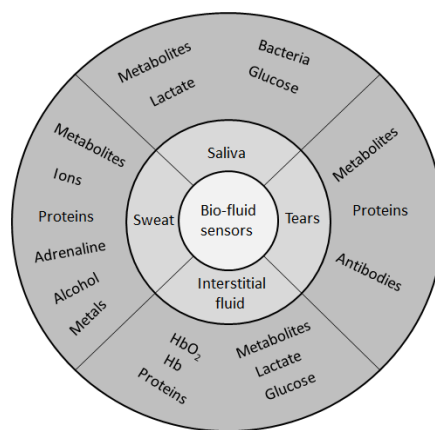 Metabolites
Lactate
Bacteria
Glucose
Saliva
Metabolites
Ions
Proteins
Adrenaline
Alcohol
Metals
Sweat
Bio-fluid
sensors
Tears
Metabolites
Proteins
Antibodies
Interstitial
fluid
HbO₂
Hb
Proteins
Metabolites
Lactate
Glucose